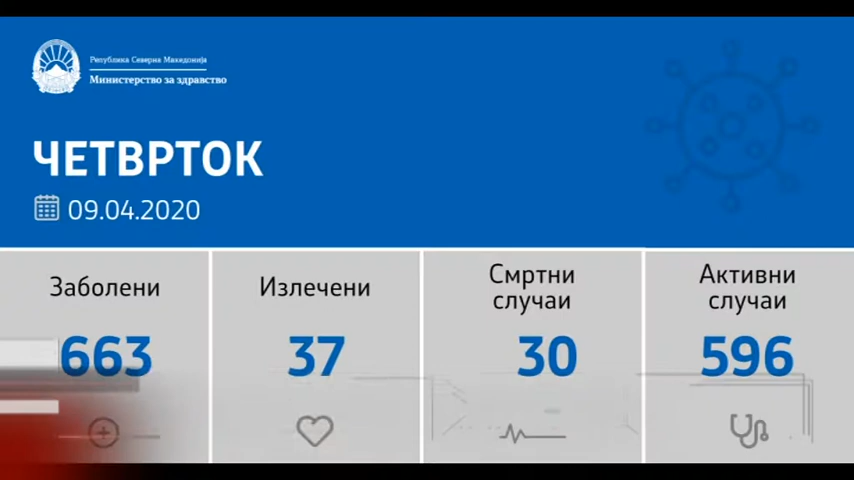 Република Северна Македонија
Министерство за здравство
ЧЕТВРТОК
09.04.2020
Заболени
663
Излечени
37
Смртни
случаи
30
Активни
случаи
596